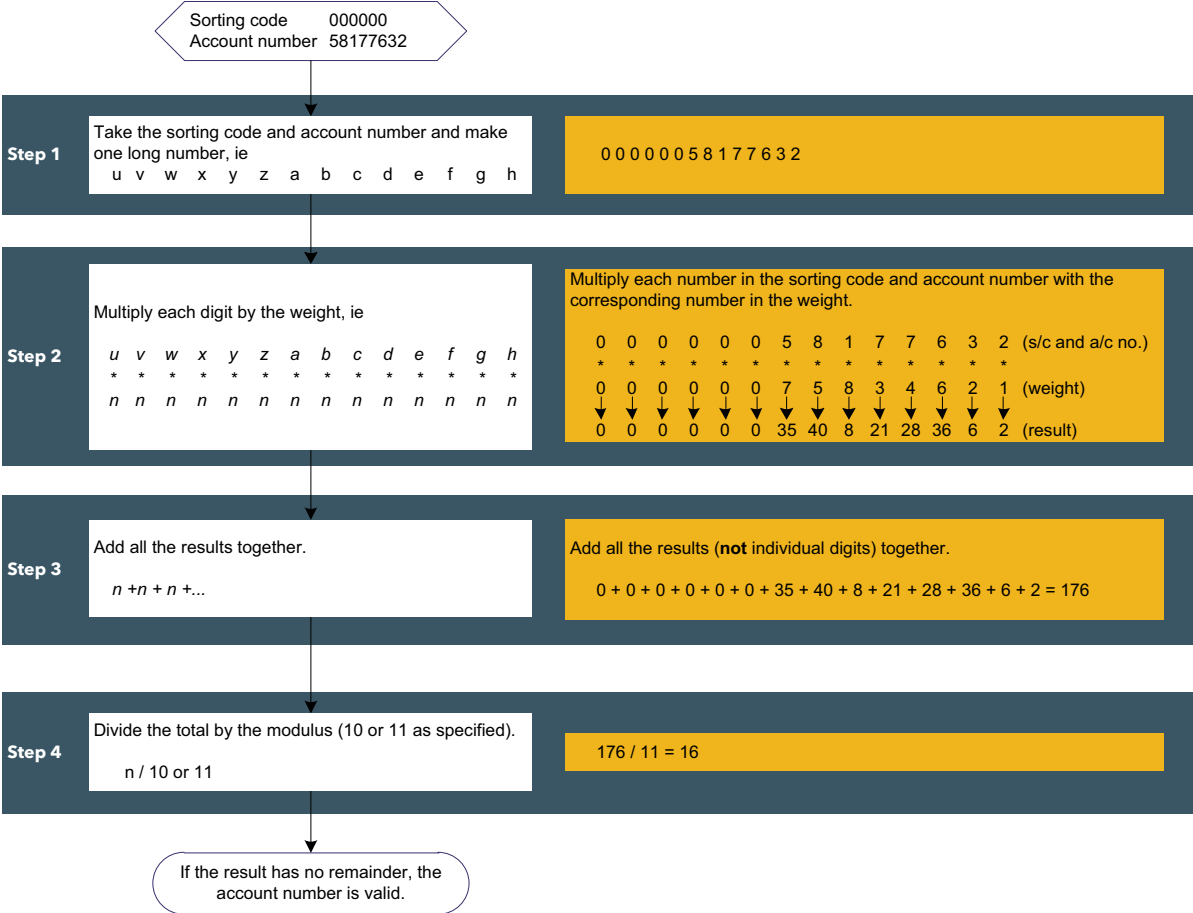 Sorting code 000000
Account number 58177632
Step 1
Take the sorting code and account number and make
one long number, ie
u v w x y z a b c d e f g h
0 0 0 0 0 0 5 8 1 7 7 6 3 2
Step 2
Multiply each digit by the weight, ie
u v w x y z a b c d e f g h
* * * * * * * * * * * * * *
n n n n n n n n n n n n n n
Multiply each number in the sorting code and account number with the
corresponding number in the weight.
0 0 0 0 0 0 5 8 1 7 7 6 3 2 (s/c and a/c no.)
* * * * * * * * * * * * * *
0 0 0 0 0 0 7 5 8 3 4 6 2 1 (weight)
0 0 0 0 0 0 35 40 8 21 28 36 6 2 (result)
Step 3
Add all the results together.
n +n + n +...
Add all the results (not individual digits) together.
0 + 0 + 0 + 0 + 0 + 0 + 35 + 40 + 8 + 21 + 28 + 36 + 6 + 2 = 176
Step 4
Divide the total by the modulus (10 or 11 as specified).
n / 10 or 11
176 / 11 = 16
If the result has no remainder, the
account number is valid.